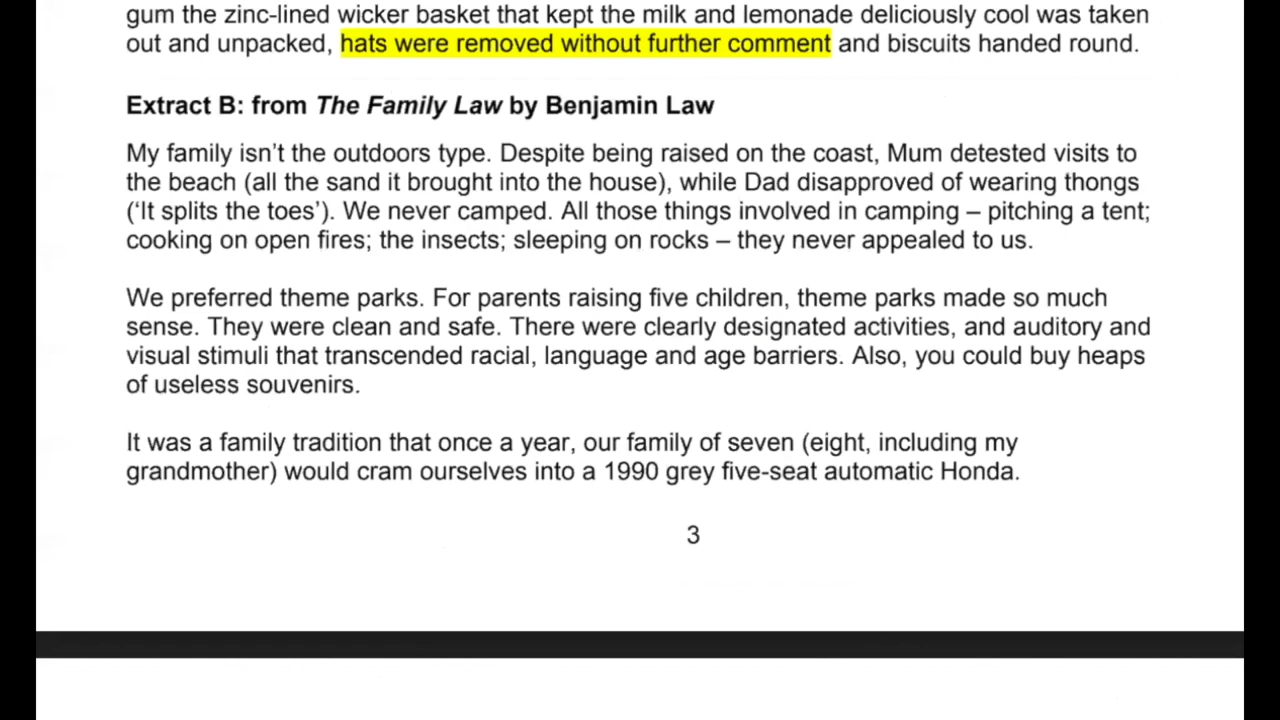 gum the zinc-lined wicker basket that kept the milk and lemonade deliciously cool was taken
out and unpacked, hats were removed without further comment and biscuits handed round.
Extract B: from The Family Law by Benjamin Law
My family isn’t the outdoors type. Despite being raised on the coast, Mum detested visits to
the beach (all the sand it brought into the house), while Dad disapproved of wearing thongs
(‘It splits the toes’). We never camped. All those things involved in camping – pitching a tent;
cooking on open fires; the insects; sleeping on rocks – they never appealed to us.
We preferred theme parks. For parents raising five children, theme parks made so much
sense. They were clean and safe. There were clearly designated activities, and auditory and
visual stimuli that transcended racial, language and age barriers. Also, you could buy heaps
of useless souvenirs.
It was a family tradition that once a year, our family of seven (eight, including my
grandmother) would cram ourselves into a 1990 grey five-seat automatic Honda.
3